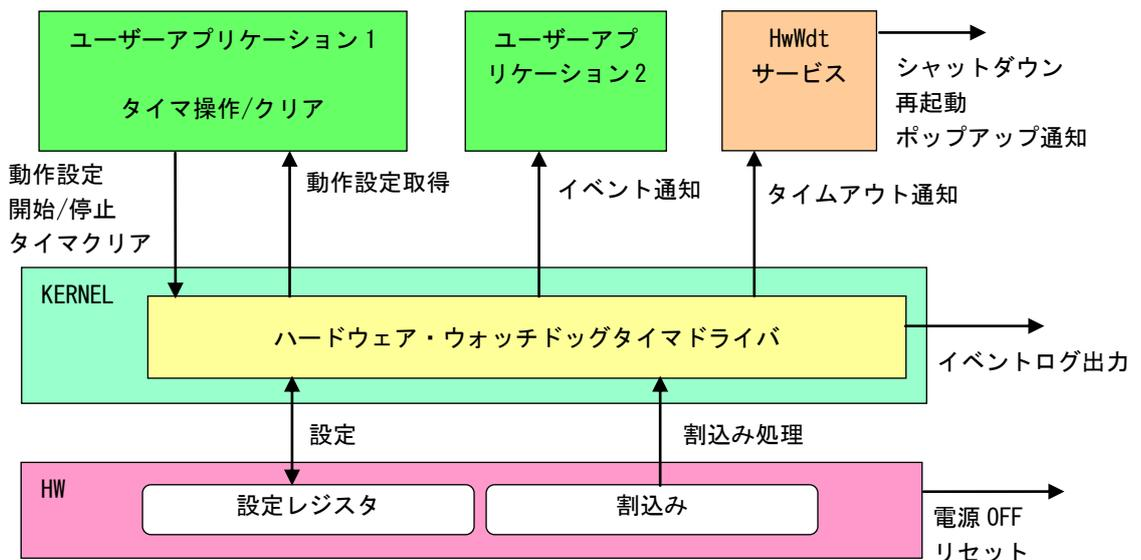 ユーザーアプリケーション1
タイマ操作/クリア
ユーザーアプ
リケーション2
HwWdt
サービス
シャットダウン
再起動
ポップアップ通知
動作設定
開始/停止
タイマクリア
動作設定取得
イベント通知
タイムアウト通知
KERNEL
ハードウェア・ウォッチドッグタイマドライバ
イベントログ出力
設定
割込み処理
HW
設定レジスタ
割込み
電源OFF
リセット